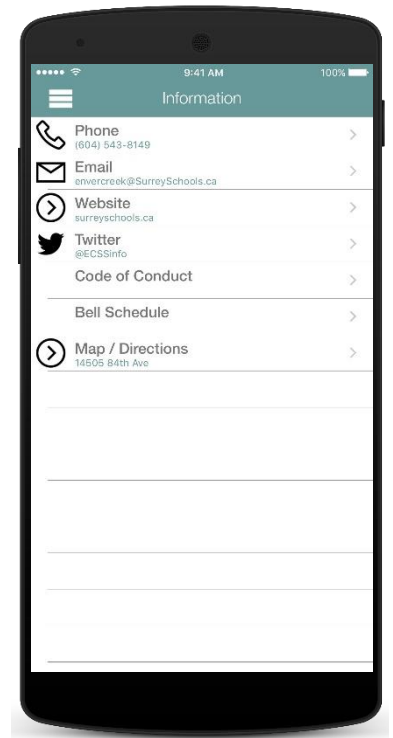 9:41 AM
100%
Information
Phone
(604) 543-8149
Email
envercreek@SurreySchools.ca
Website
surreyschools.ca
Twitter
@ECSSinfo
Code of Conduct
Bell Schedule
Map / Directions
14505 84th Ave